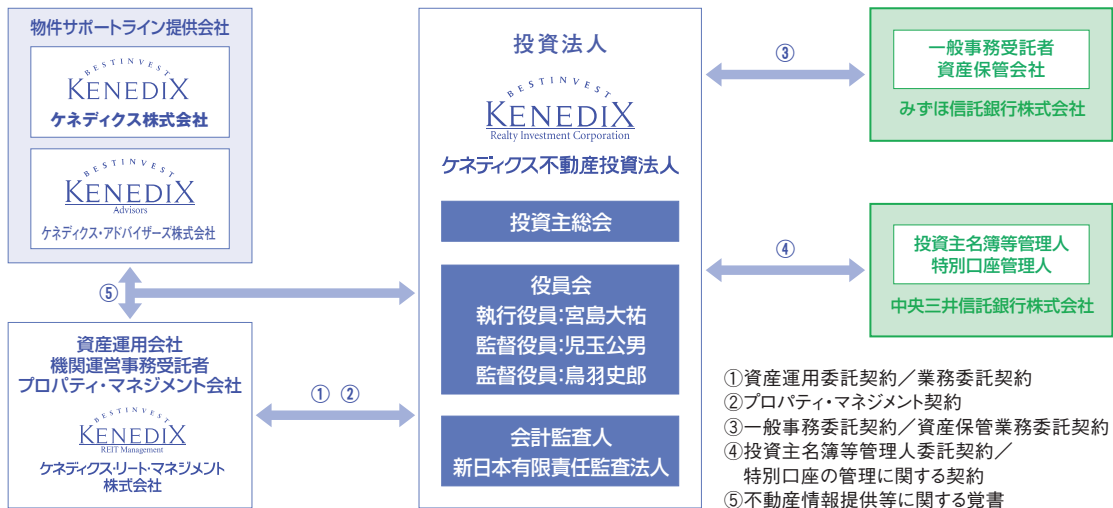 物件サポートライン提供会社
BESTINVEST
KENEDIX
ケネディクス株式会社
BESTINVEST
KENEDIX
Advisors
ケネディクス・アドバイザーズ株式会社
⑤
資産運用会社
機関運営事務受託者
プロパティ・マネジメント会社
BESTINVEST
KENEDIX
REIT Management
ケネディクス・リート・マネジメント
株式会社
① ②
投資法人
BESTINVEST
KENEDIX
Realty Investment Corporation
ケネディクス不動産投資法人
投資主総会
役員会
執行役員:宮島大祐
監督役員:児玉公男
監督役員:鳥羽史郎
会計監査人
新日本有限責任監査法人
③
一般事務受託者
資産保管会社
みずほ信託銀行株式会社
④
投資主名簿等管理人
特別口座管理人
中央三井信託銀行株式会社
①資産運用委託契約／業務委託契約
②プロパティ・マネジメント契約
③一般事務委託契約／資産保管業務委託契約
④投資主名簿等管理人委託契約／
特別口座の管理に関する契約
⑤不動産情報提供等に関する覚書